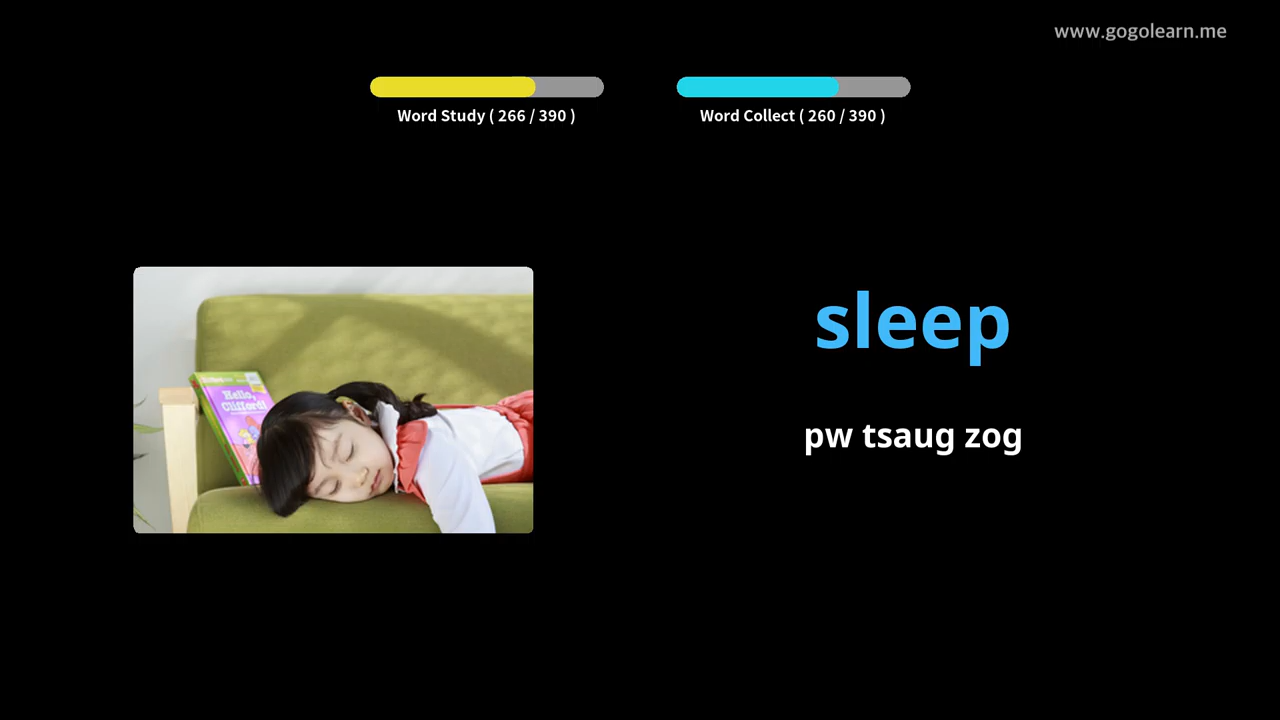 www.gogolearn.me
Word Study ( 266 / 390 )
Word Collect ( 260 / 390 )
sleep
pw tsaug zog
Hello,
Clifford!